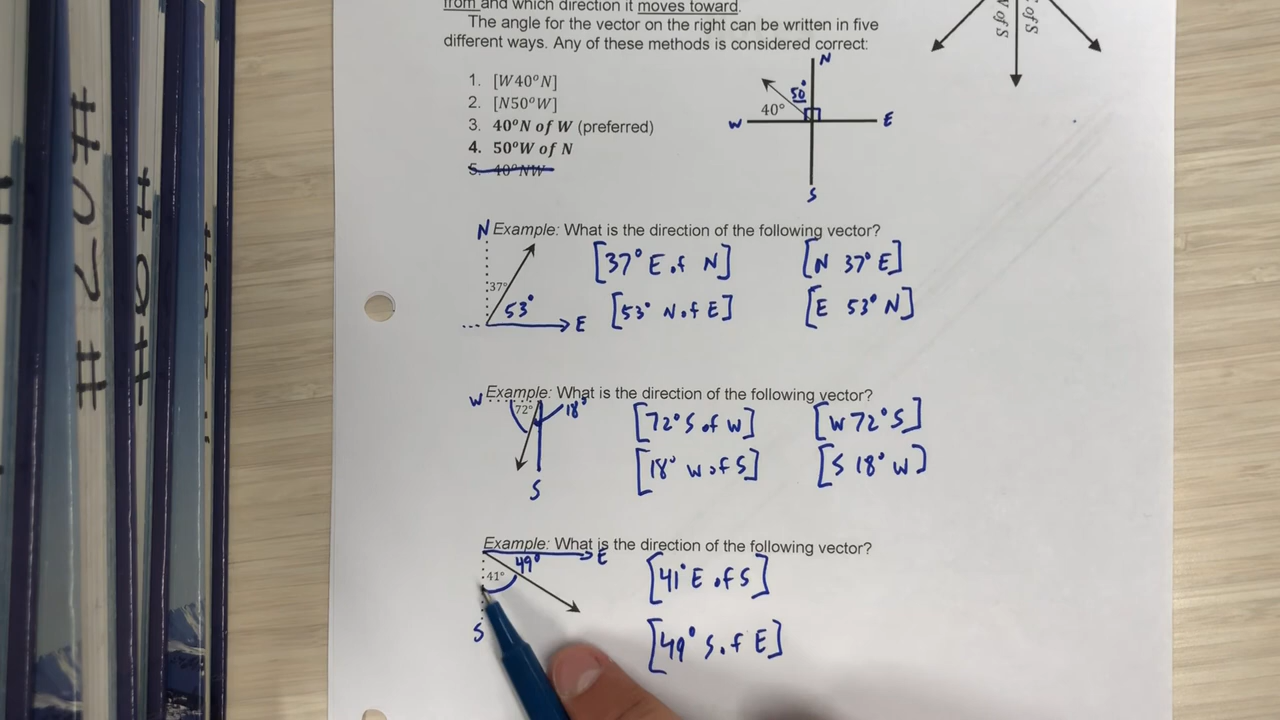 from and which direction it moves toward.
The angle for the vector on the right can be written in five
different ways. Any of these methods is considered correct:
1. [W40°N]
2. [N50°W]
3. 40°N of W (preferred)
4. 50°W of N
5. 40°NW
N
50°
40°
W
E
S
of S
of S
N Example: What is the direction of the following vector?
37°
53°
E
[37° E of N] [N 37° E]
[53° N of E] [E 53° N]
Example: What is the direction of the following vector?
W
72°
18°
S
[72° S of W] [W 72° S]
[18° W of S] [S 18° W]
Example: What is the direction of the following vector?
E
49°
41°
S
[41° E of S]
[49° S of E]